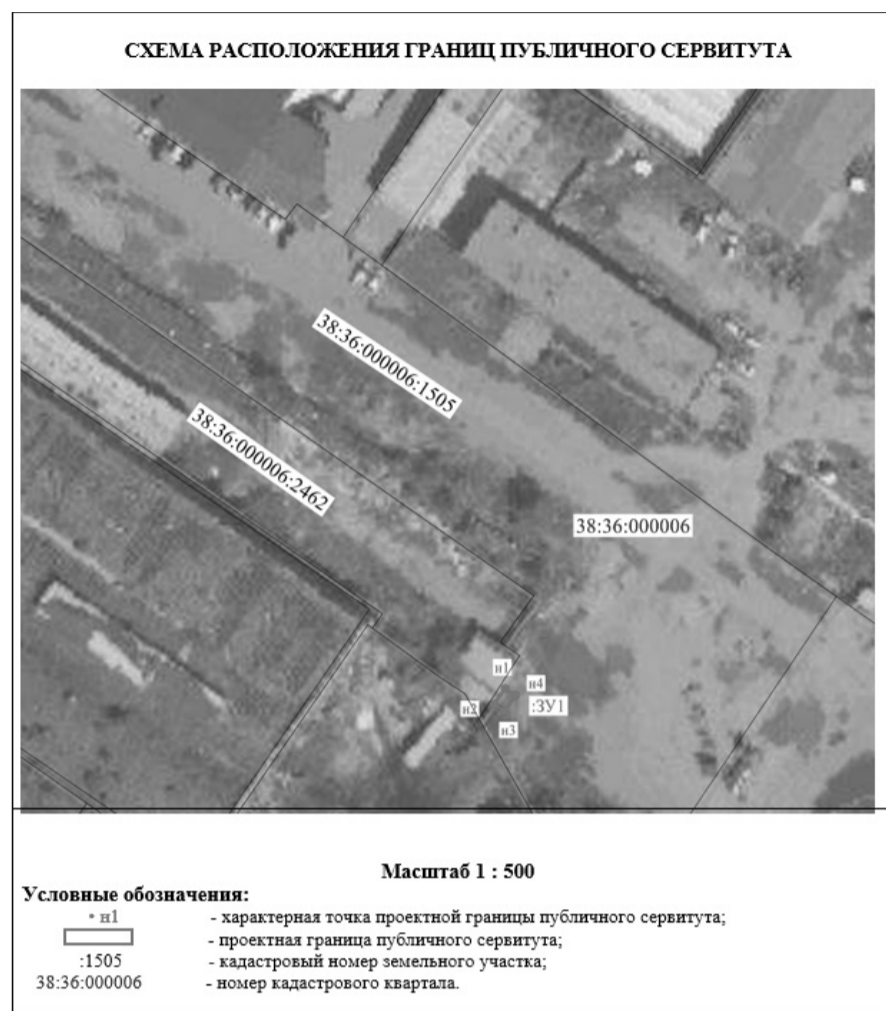 СХЕМА РАСПОЛОЖЕНИЯ ГРАНИЦ ПУБЛИЧНОГО СЕРВИТУТА
38:36:000006:1505
38:36:000006:2462
38:36:000006
н1
н4
н2
:ЗУ1
н3
Масштаб 1 : 500
Условные обозначения:
• н1 - характерная точка проектной границы публичного сервитута;
- проектная граница публичного сервитута;
:1505 - кадастровый номер земельного участка;
38:36:000006 - номер кадастрового квартала.